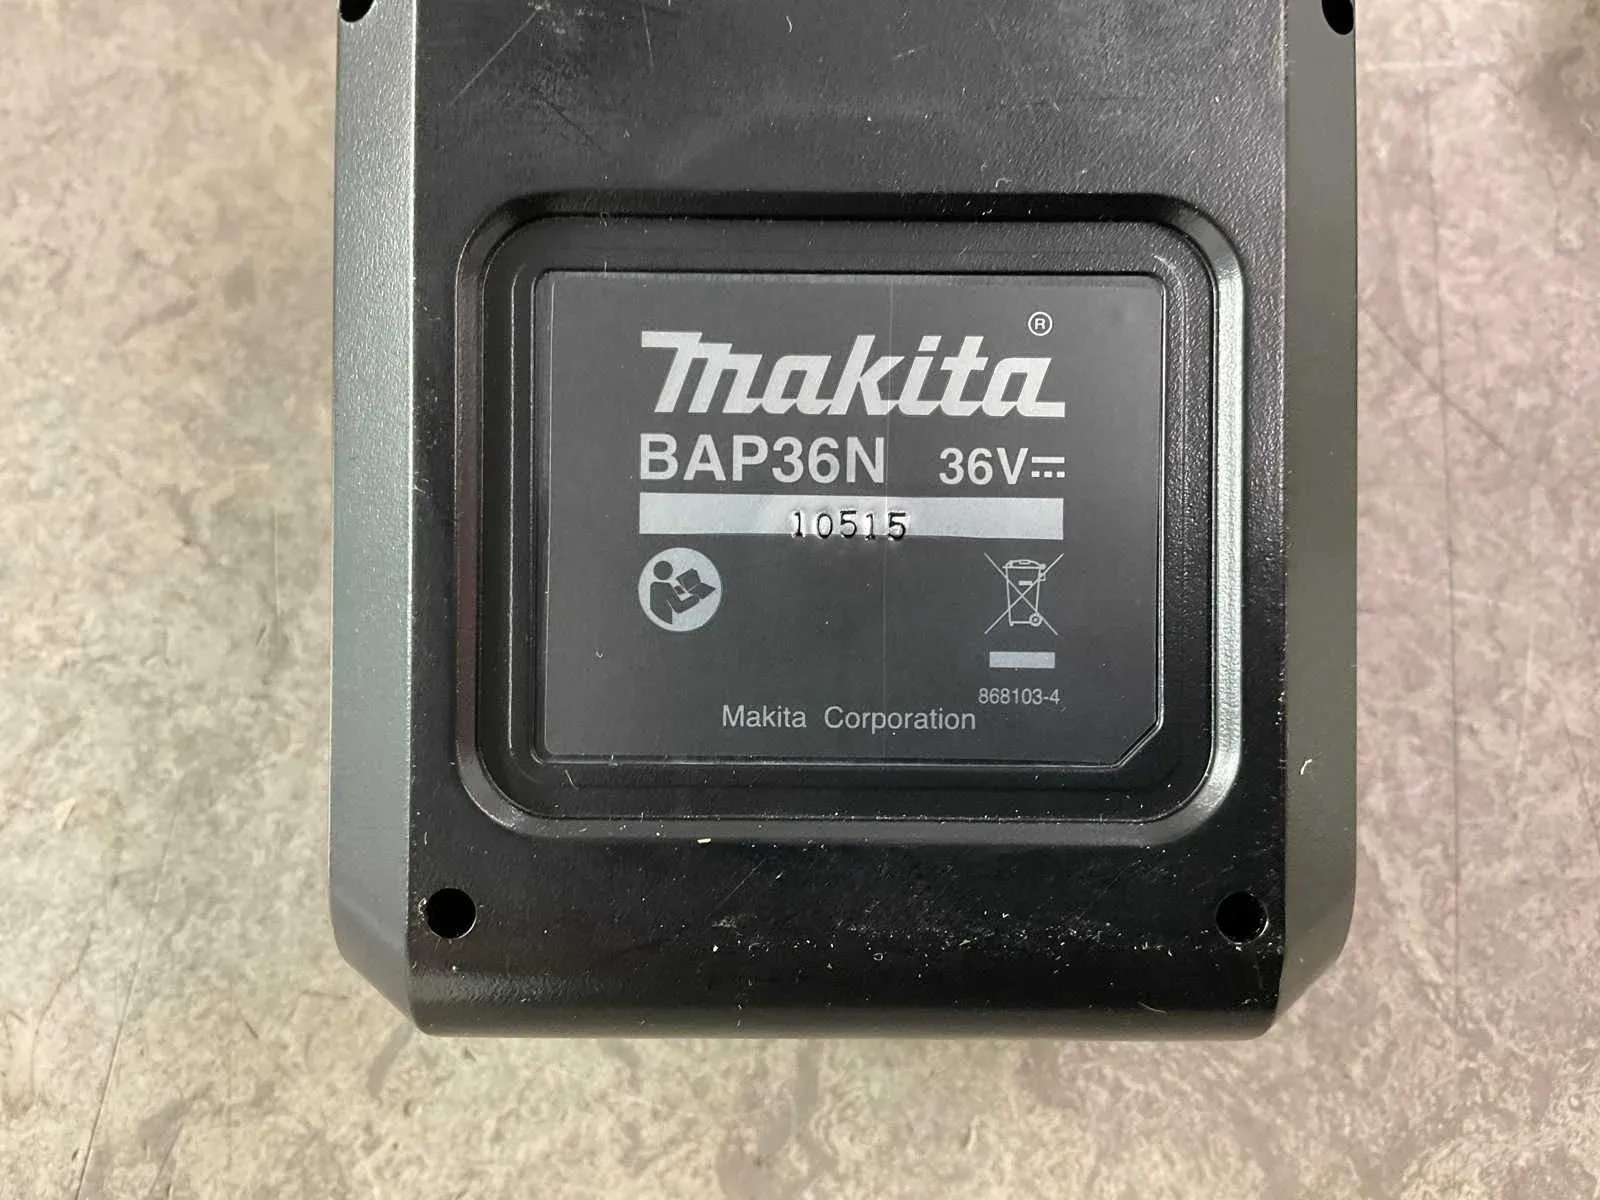 makita®
BAP36N 36V⎓
10515
868103-4
Makita Corporation